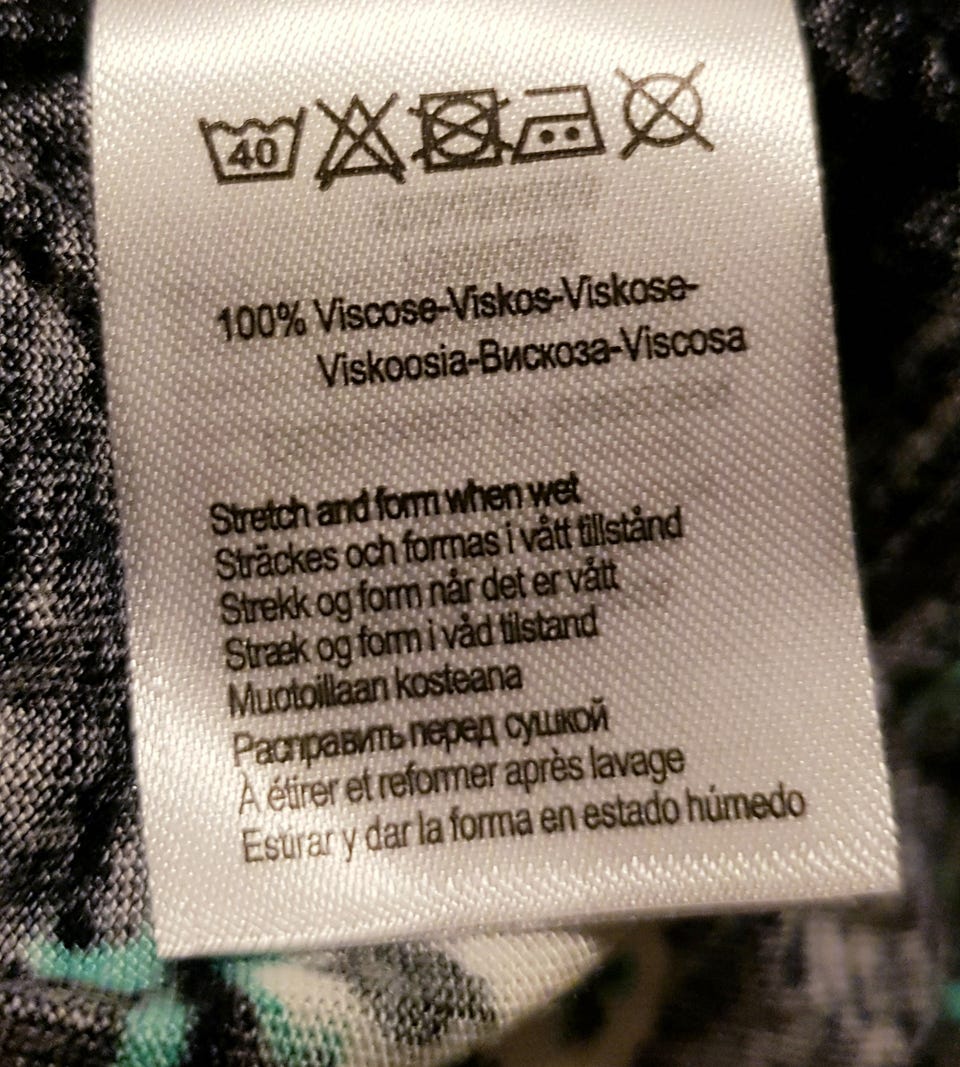 40
100% Viscose-Viskos-Viskose-
Viskoosia-Вискоза-Viscosa
Stretch and form when wet
Sträckes och formas i vått tillstånd
Strekk og form når det er vått
Stræk og form i våd tilstand
Muotoillaan kosteana
Расправить перед сушкой
À étirer et reformer après lavage
Estirar y dar la forma en estado húmedo